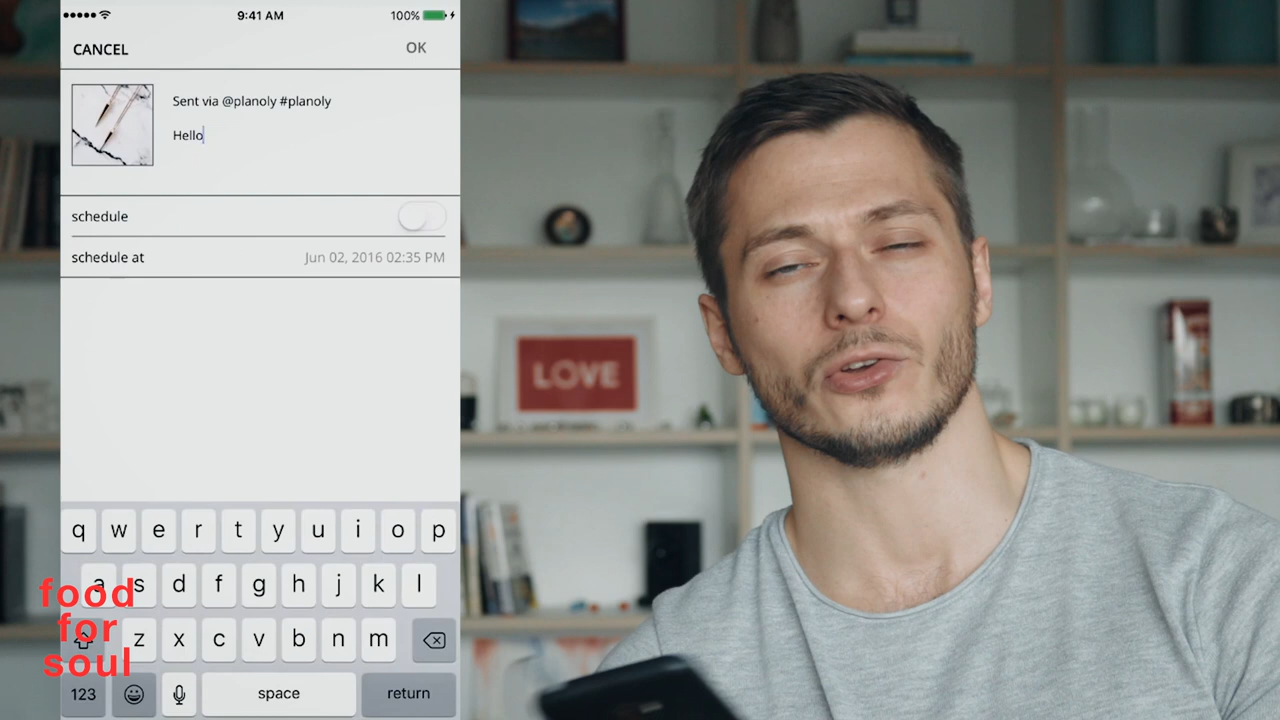 9:41 AM
100%
CANCEL
OK
Sent via @planoly #planoly
Hello
schedule
schedule at
Jun 02, 2016 02:35 PM
LOVE
q w e r t y u i o p
a s d f g h j k l
z x c v b n m
123
space
return
food
for
soul